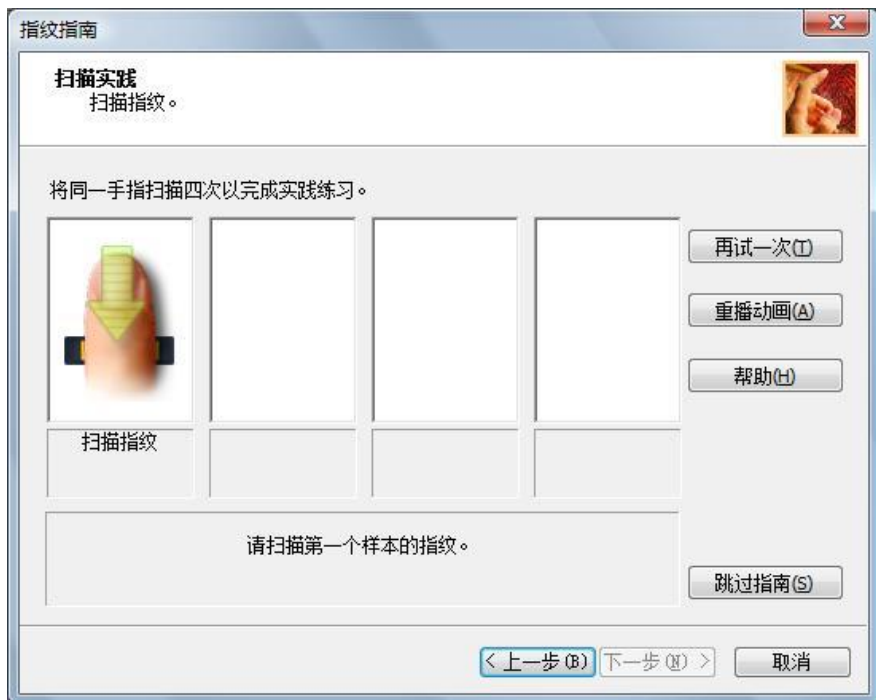 指纹指南
扫描实践
扫描指纹。
将同一手指扫描四次以完成实践练习。
再试一次(T)
重播动画(A)
帮助(H)
扫描指纹
请扫描第一个样本的指纹。
跳过指南(S)
< 上一步(B)
下一步(N) >
取消